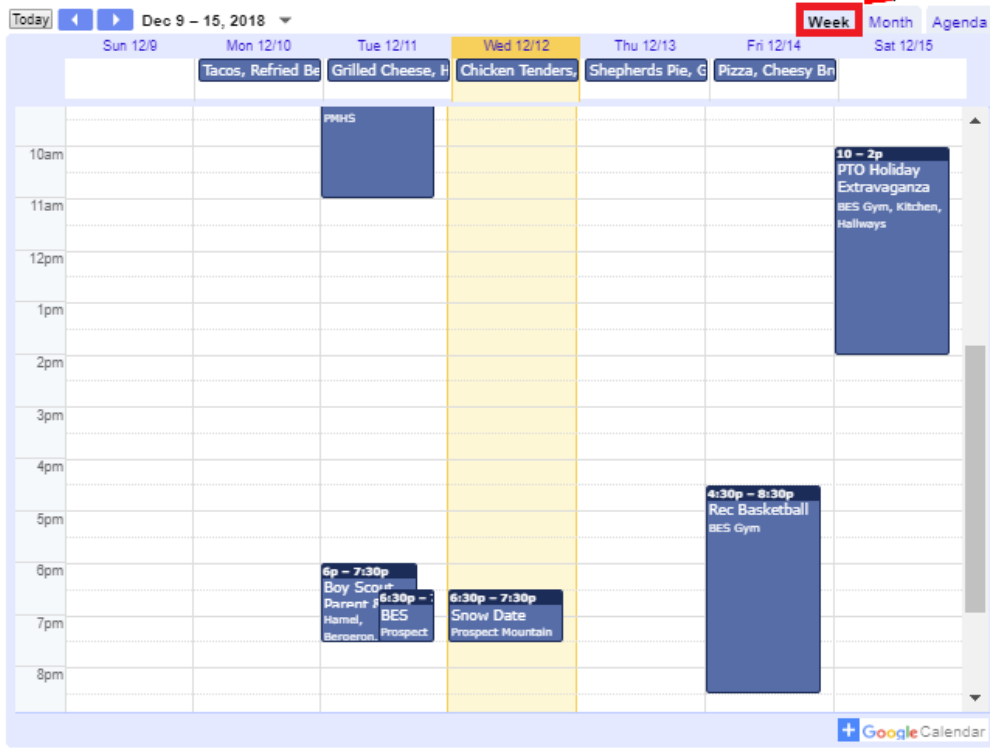 Today Dec 9 – 15, 2018 Week Month Agenda
Sun 12/9 Mon 12/10 Tue 12/11 Wed 12/12 Thu 12/13 Fri 12/14 Sat 12/15
Tacos, Refried Be Grilled Cheese, H Chicken Tenders, Shepherds Pie, G Pizza, Cheesy Br
PMHS
10am
10 – 2p
PTO Holiday
Extravaganza
BES Gym, Kitchen,
Hallways
11am
12pm
1pm
2pm
3pm
4pm
4:30p – 8:30p
Rec Basketball
BES Gym
5pm
6pm
6p – 7:30p
Boy Scout
Parent &
Hamel,
Bergeron,
6:30p –
BES
Prospect
6:30p – 7:30p
Snow Date
Prospect Mountain
7pm
8pm
+ Google Calendar